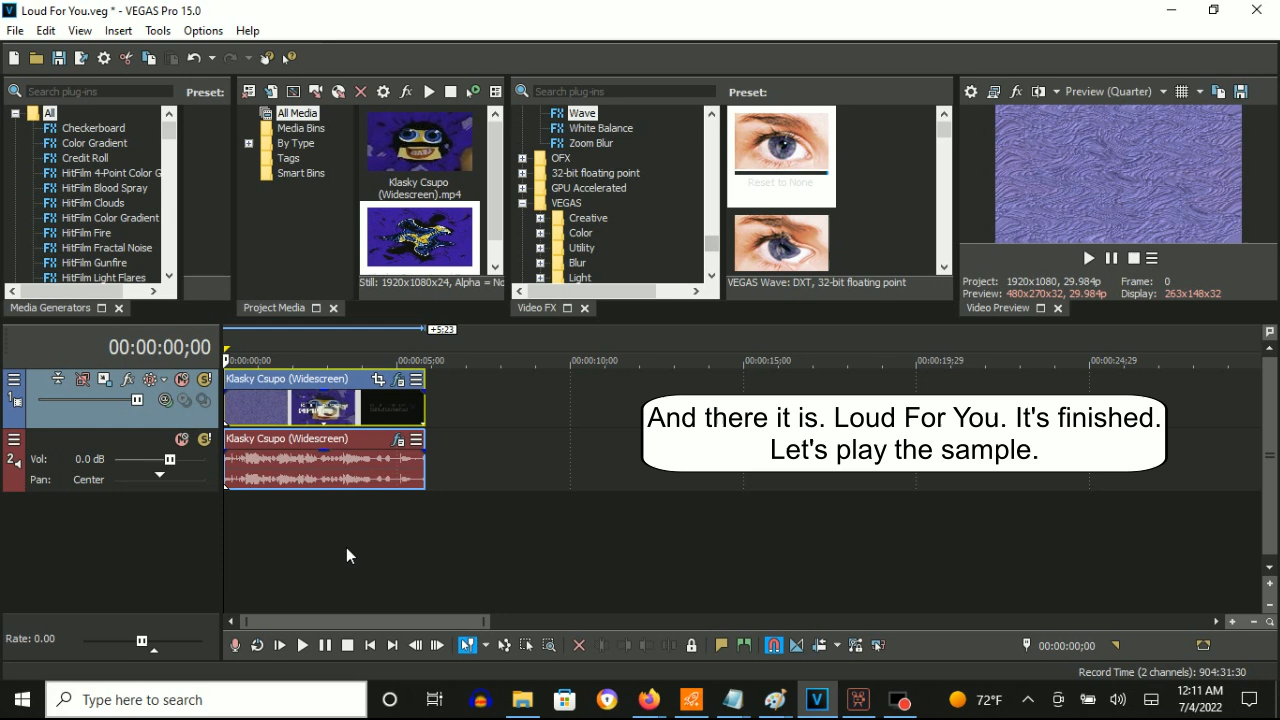 Loud For You.veg * - VEGAS Pro 15.0
File Edit View Insert Tools Options Help
Search plug-ins Preset:
All
Checkerboard
Color Gradient
Credit Roll
HitFilm 4-Point Color G
HitFilm Blood Spray
HitFilm Clouds
HitFilm Color Gradient
HitFilm Fire
HitFilm Fractal Noise
HitFilm Gunfire
HitFilm Light Flares
Media Generators
All Media
Media Bins
By Type
Tags
Smart Bins
Klasky Csupo
(Widescreen).mp4
Still: 1920x1080x24, Alpha = No
Project Media
Search plug-ins Preset:
Wave
White Balance
Zoom Blur
OFX
32-bit floating point
GPU Accelerated
VEGAS
Creative
Color
Utility
Blur
Light
Reset to None
VEGAS Wave: DXT, 32-bit floating point
Video FX
Preview (Quarter)
Project: 1920x1080, 29.984p Frame: 0
Preview: 480x270x32, 29.984p Display: 263x148x32
Video Preview
+5;23
00:00:00;00
00:00:00;00 00:00:05;00 00:00:10;00 00:00:15;00 00:00:19;29 00:00:24;29
1
Klasky Csupo (Widescreen)
2
Vol: 0.0 dB
Pan: Center
Klasky Csupo (Widescreen)
And there it is. Loud For You. It's finished.
Let's play the sample.
Rate: 0.00
00:00:00;00
Record Time (2 channels): 904:31:30
Type here to search
72°F
12:11 AM
7/4/2022